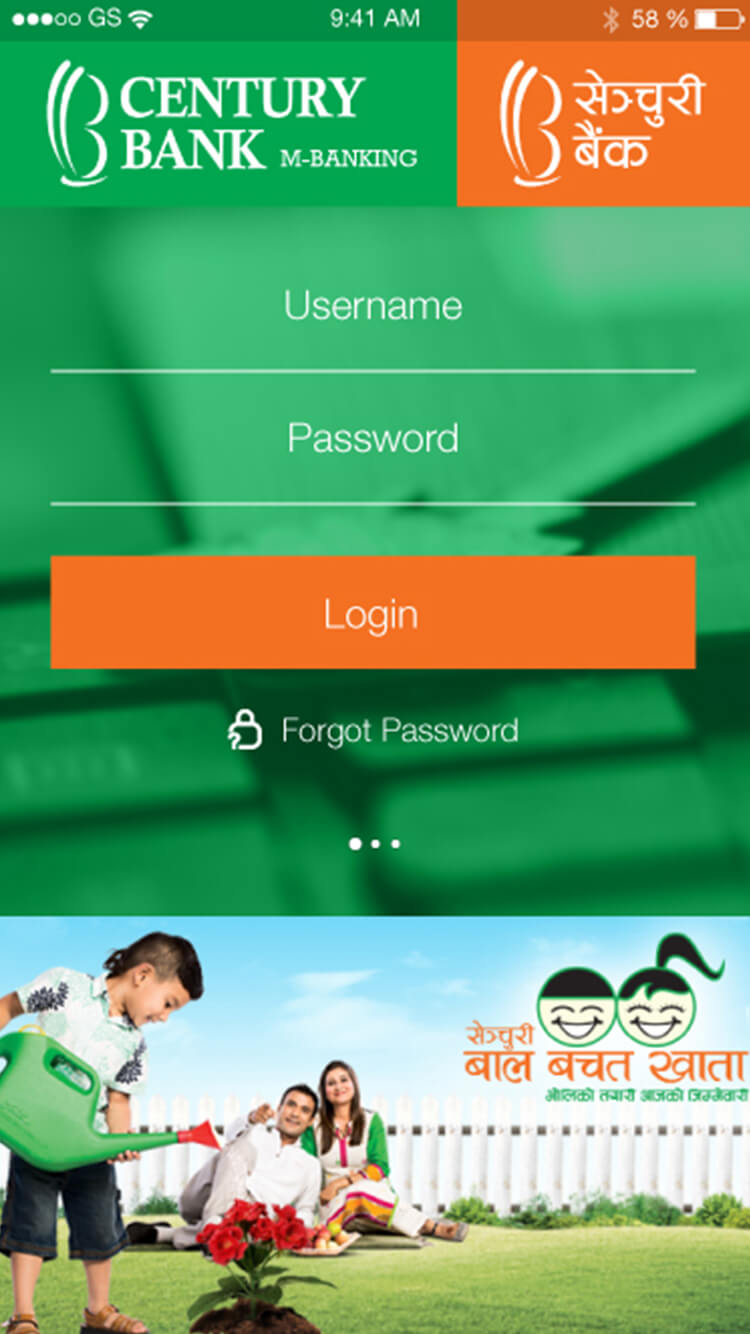 GS 9:41 AM 58 %
CENTURY
BANK M-BANKING
सेञ्चुरी
बैंक
Username
Password
Login
Forgot Password
सेञ्चुरी
बाल बचत खाता
भोलिको तयारी आजको जिम्मेवारी